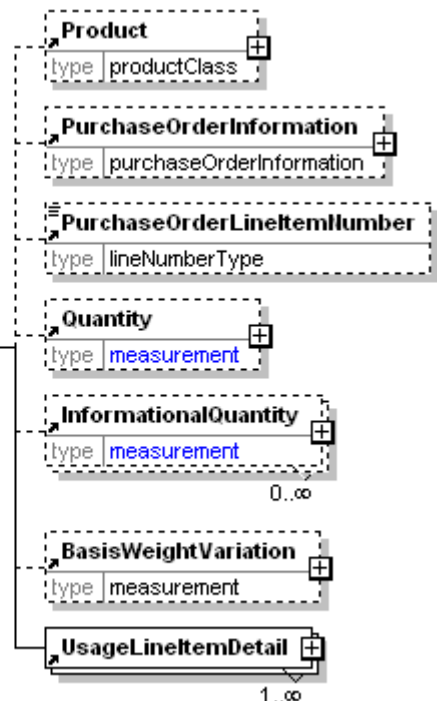 Product
type productClass
PurchaseOrderInformation
type purchaseOrderInformation
PurchaseOrderLineItemNumber
type lineNumberType
Quantity
type measurement
InformationalQuantity
type measurement
0..∞
BasisWeightVariation
type measurement
UsageLineItemDetail
1..∞